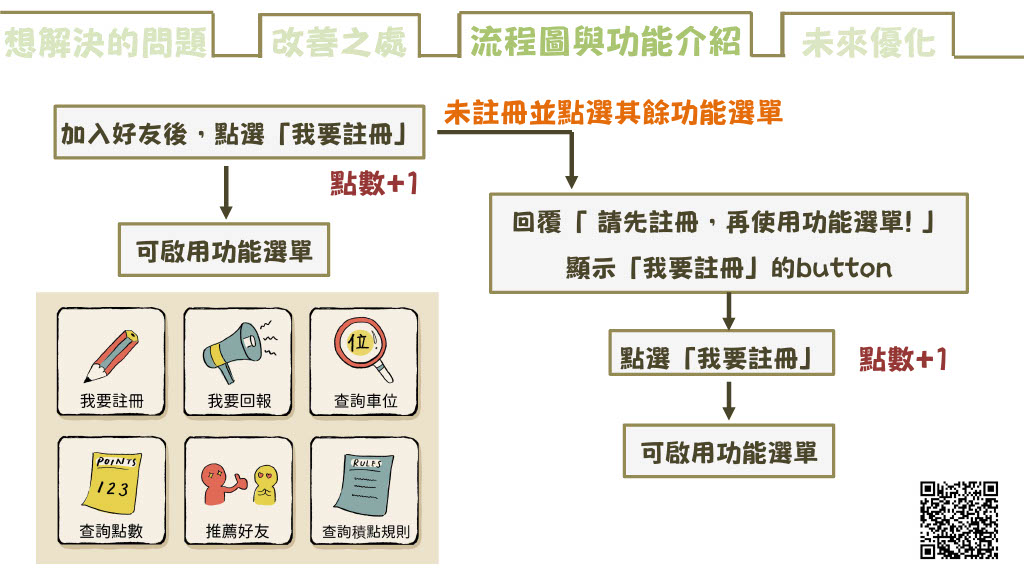 想解決的問題
改善之處
流程圖與功能介紹
未來優化
加入好友後，點選「我要註冊」
未註冊並點選其餘功能選單
點數+1
可啟用功能選單
回覆「 請先註冊，再使用功能選單! 」
顯示「我要註冊」的button
點選「我要註冊」
點數+1
可啟用功能選單
位
我要註冊
我要回報
查詢車位
POINTS
123
RULES
查詢點數
推薦好友
查詢積點規則